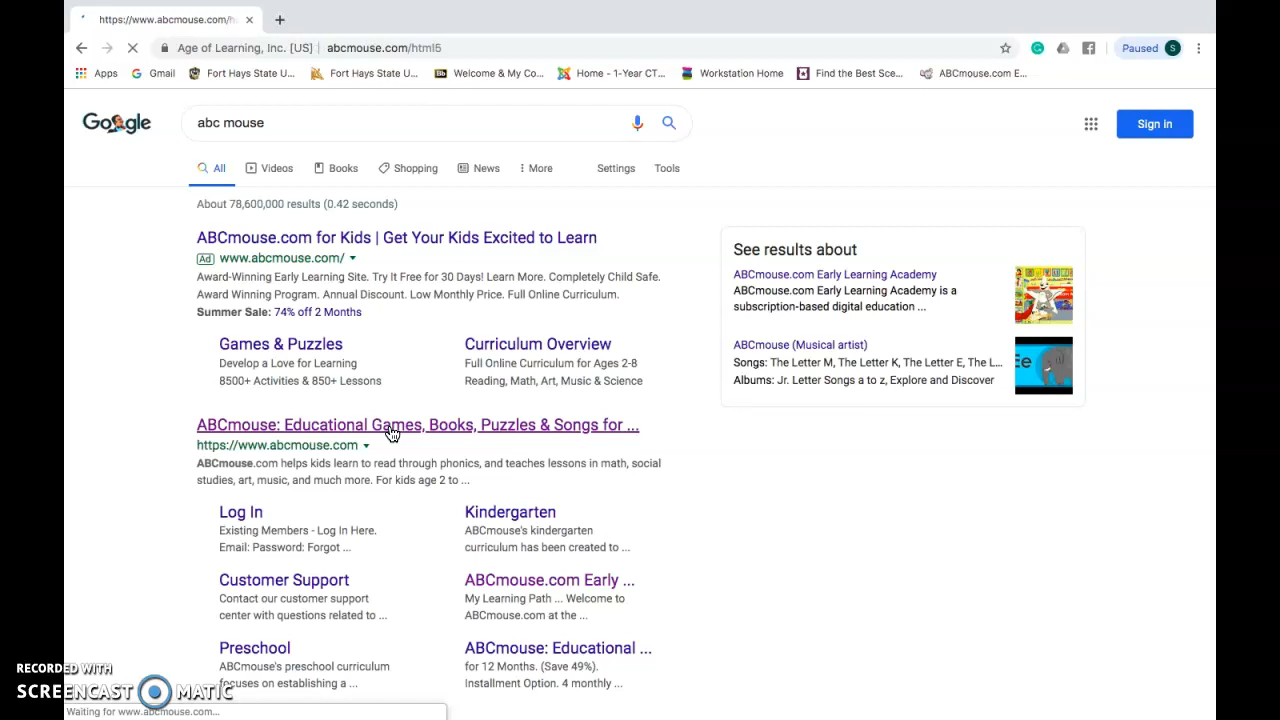 https://www.abcmouse.com/h
Age of Learning, Inc. [US] | abcmouse.com/html5
Paused S
Apps Gmail Fort Hays State U... Fort Hays State U... Bb Welcome & My Co... Home - 1-Year CT... Workstation Home Find the Best Sce... ABCmouse.com E...
Google abc mouse Sign in
All Videos Books Shopping News More Settings Tools
About 78,600,000 results (0.42 seconds)
ABCmouse.com for Kids | Get Your Kids Excited to Learn
Ad www.abcmouse.com/
Award-Winning Early Learning Site. Try It Free for 30 Days! Learn More. Completely Child Safe.
Award Winning Program. Annual Discount. Low Monthly Price. Full Online Curriculum.
Summer Sale: 74% off 2 Months
Games & Puzzles
Develop a Love for Learning
8500+ Activities & 850+ Lessons
Curriculum Overview
Full Online Curriculum for Ages 2-8
Reading, Math, Art, Music & Science
ABCmouse: Educational Games, Books, Puzzles & Songs for ...
https://www.abcmouse.com
ABCmouse.com helps kids learn to read through phonics, and teaches lessons in math, social
studies, art, music, and much more. For kids age 2 to ...
Log In
Existing Members - Log In Here.
Email: Password: Forgot ...
Kindergarten
ABCmouse's kindergarten
curriculum has been created to ...
Customer Support
Contact our customer support
center with questions related to ...
ABCmouse.com Early ...
My Learning Path ... Welcome to
ABCmouse.com at the ...
Preschool
ABCmouse's preschool curriculum
focuses on establishing a ...
ABCmouse: Educational ...
for 12 Months. (Save 49%).
Installment Option. 4 monthly ...
See results about
ABCmouse.com Early Learning Academy
ABCmouse.com Early Learning Academy is a
subscription-based digital education ...
ABCmouse (Musical artist)
Songs: The Letter M, The Letter K, The Letter E, The L...
Albums: Jr. Letter Songs a to z, Explore and Discover
Ee
RECORDED WITH
SCREENCAST MATIC
Waiting for www.abcmouse.com...